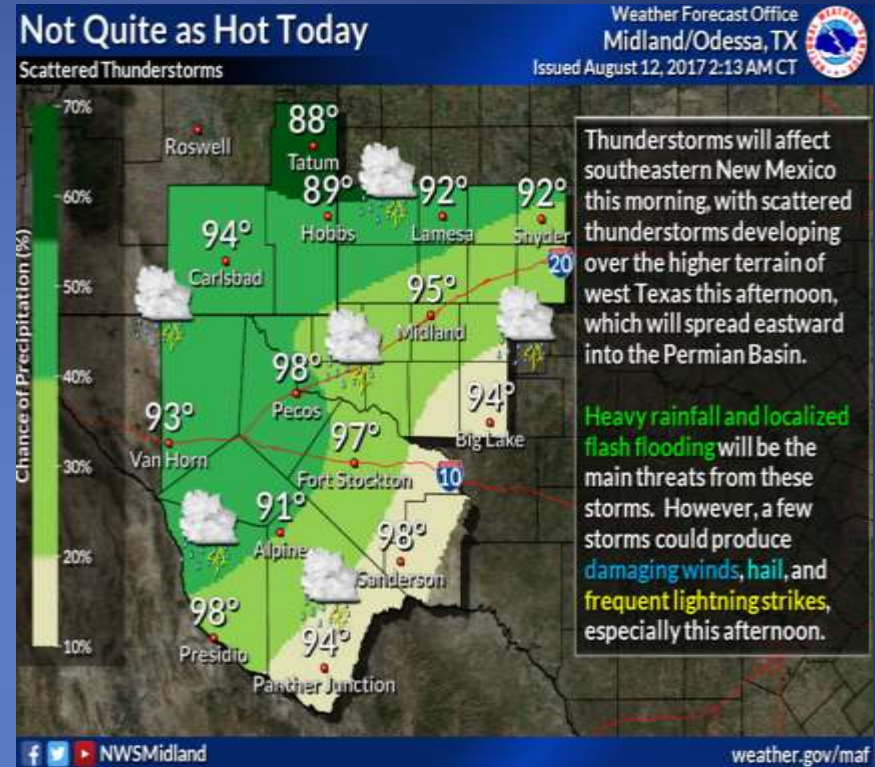 Not Quite as Hot Today
Scattered Thunderstorms
Weather Forecast Office
Midland/Odessa, TX
Issued August 12, 2017 2:13 AM CT
Chance of Precipitation (%)
70%
60%
50%
40%
30%
20%
10%
Roswell
88°
Tatum
89°
Hobbs
92°
Lamesa
92°
Snyder
94°
Carlsbad
20
95°
Midland
98°
Pecos
94°
Big Lake
93°
Van Horn
97°
Fort Stockton
10
91°
Alpine
98°
Sanderson
98°
Presidio
94°
Panther Junction
Thunderstorms will affect
southeastern New Mexico
this morning, with scattered
thunderstorms developing
over the higher terrain of
west Texas this afternoon,
which will spread eastward
into the Permian Basin.
Heavy rainfall and localized
flash flooding will be the
main threats from these
storms. However, a few
storms could produce
damaging winds, hail, and
frequent lightning strikes,
especially this afternoon.
NWSMidland
weather.gov/maf